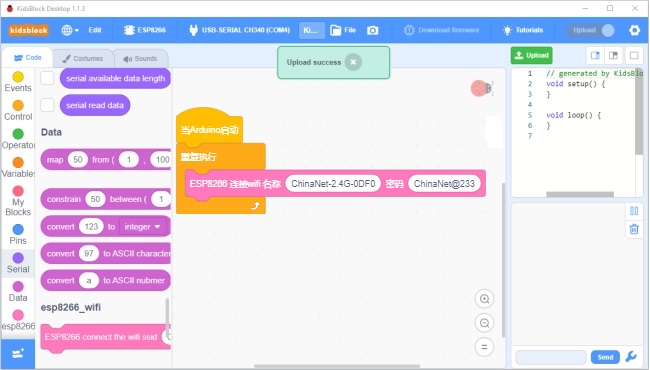 KidsBlock Desktop 1.1.3
kidsblock Edit ESP8266 USB-SERIAL CH340 (COM4) Ki... File Download firmware Tutorials Upload
Code Costumes Sounds
Upload success
Upload
Events
Control
Operator
Variables
My Blocks
Pins
Serial
Data
esp8266
serial available data length
serial read data
Data
map 50 from ( 1 , 100
constrain 50 between ( 1
convert 123 to integer
convert 97 to ASCII character
convert a to ASCII nubmer
esp8266_wifi
ESP8266 connect the wifi ssid
当Arduino启动
重复执行
ESP8266 连接wifi 名称 ChinaNet-2.4G-0DF0 密码 ChinaNet@233
1 // generated by KidsBlo
2 void setup() {
3 }
4
5 void loop() {
6 }
7
Send